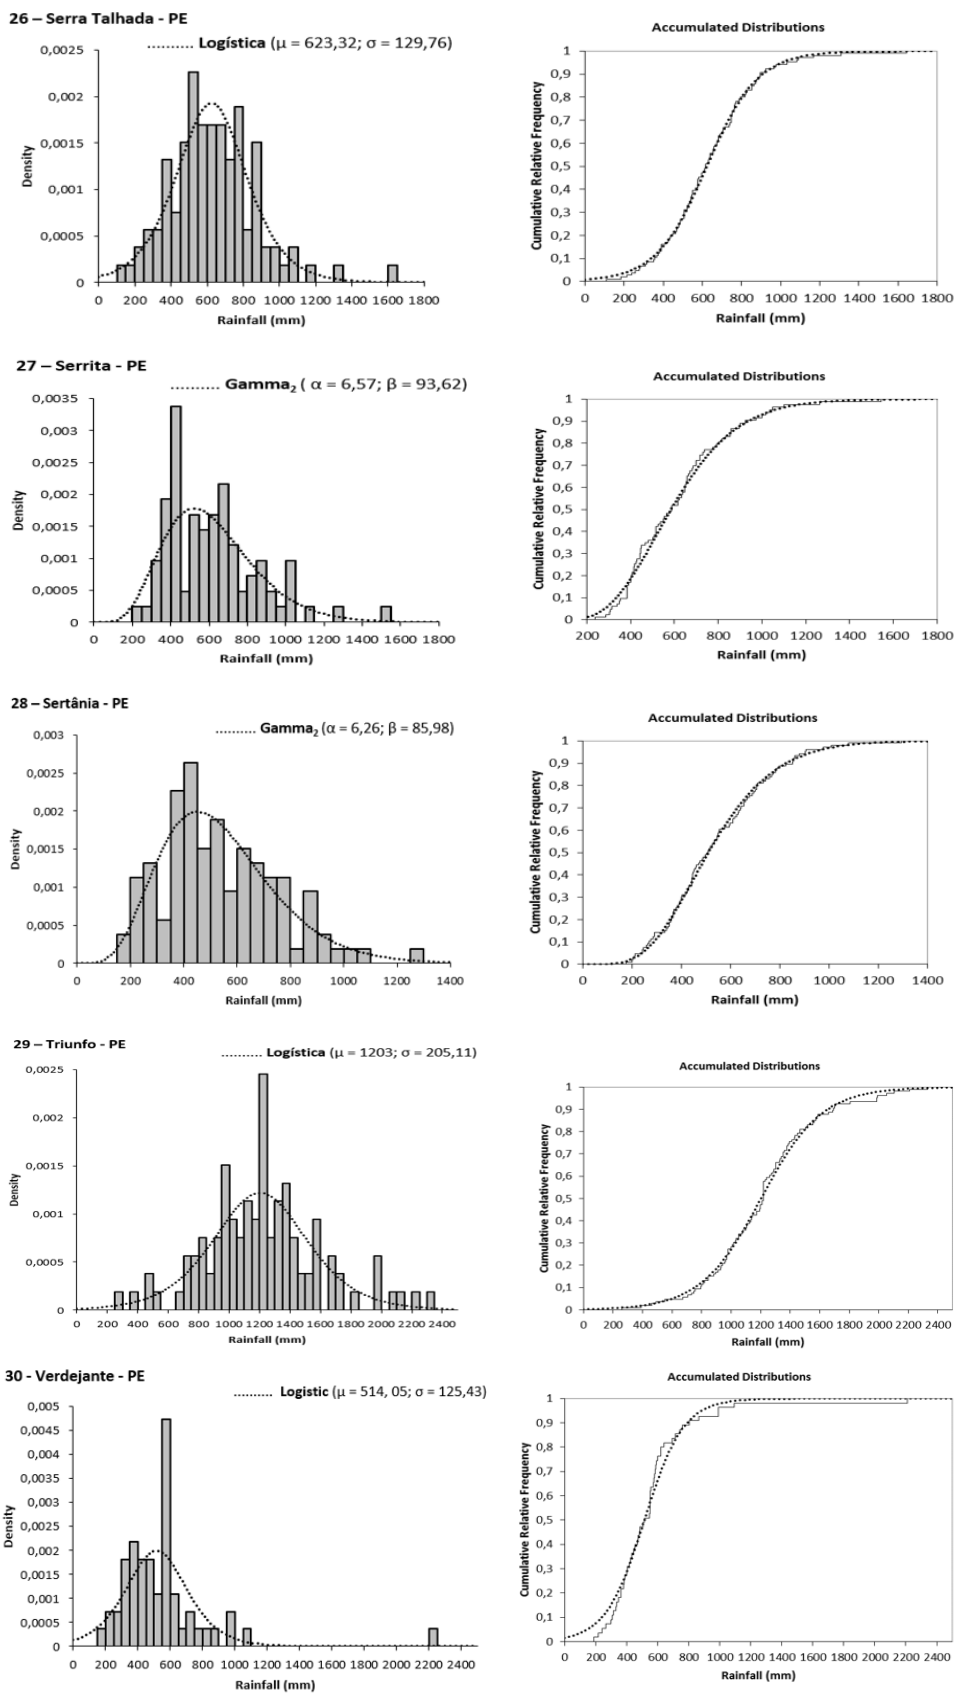 26 – Serra Talhada - PE
Logística (μ = 623,32; σ = 129,76)
0,0025
0,002
0,0015
0,001
0,0005
0
Density
0 200 400 600 800 1000 1200 1400 1600 1800
Rainfall (mm)
Accumulated Distributions
1
0,9
0,8
0,7
0,6
0,5
0,4
0,3
0,2
0,1
0
Cumulative Relative Frequency
0 200 400 600 800 1000 1200 1400 1600 1800
Rainfall (mm)
27 – Serrita - PE
Gamma₂ ( α = 6,57; β = 93,62)
0,0035
0,003
0,0025
0,002
0,0015
0,001
0,0005
0
Density
0 200 400 600 800 1000 1200 1400 1600 1800
Rainfall (mm)
Accumulated Distributions
1
0,9
0,8
0,7
0,6
0,5
0,4
0,3
0,2
0,1
0
Cumulative Relative Frequency
200 400 600 800 1000 1200 1400 1600 1800
Rainfall (mm)
28 – Sertânia - PE
Gamma₂ (α = 6,26; β = 85,98)
0,003
0,0025
0,002
0,0015
0,001
0,0005
0
Density
0 200 400 600 800 1000 1200 1400
Rainfall (mm)
Accumulated Distributions
1
0,9
0,8
0,7
0,6
0,5
0,4
0,3
0,2
0,1
0
Cumulative Relative Frequency
0 200 400 600 800 1000 1200 1400
Rainfall (mm)
29 – Triunfo - PE
Logística (μ = 1203; σ = 205,11)
0,0025
0,002
0,0015
0,001
0,0005
0
Density
0 200 400 600 800 1000 1200 1400 1600 1800 2000 2200 2400
Rainfall (mm)
Accumulated Distributions
1
0,9
0,8
0,7
0,6
0,5
0,4
0,3
0,2
0,1
0
Cumulative Relative Frequency
0 200 400 600 800 1000 1200 1400 1600 1800 2000 2200 2400
Rainfall (mm)
30 - Verdejante - PE
Logistic (μ = 514, 05; σ = 125,43)
0,005
0,0045
0,004
0,0035
0,003
0,0025
0,002
0,0015
0,001
0,0005
0
Density
0 200 400 600 800 1000 1200 1400 1600 1800 2000 2200 2400
Rainfall (mm)
Accumulated Distributions
1
0,9
0,8
0,7
0,6
0,5
0,4
0,3
0,2
0,1
0
Cumulative Relative Frequency
0 200 400 600 800 1000 1200 1400 1600 1800 2000 2200 2400
Rainfall (mm)